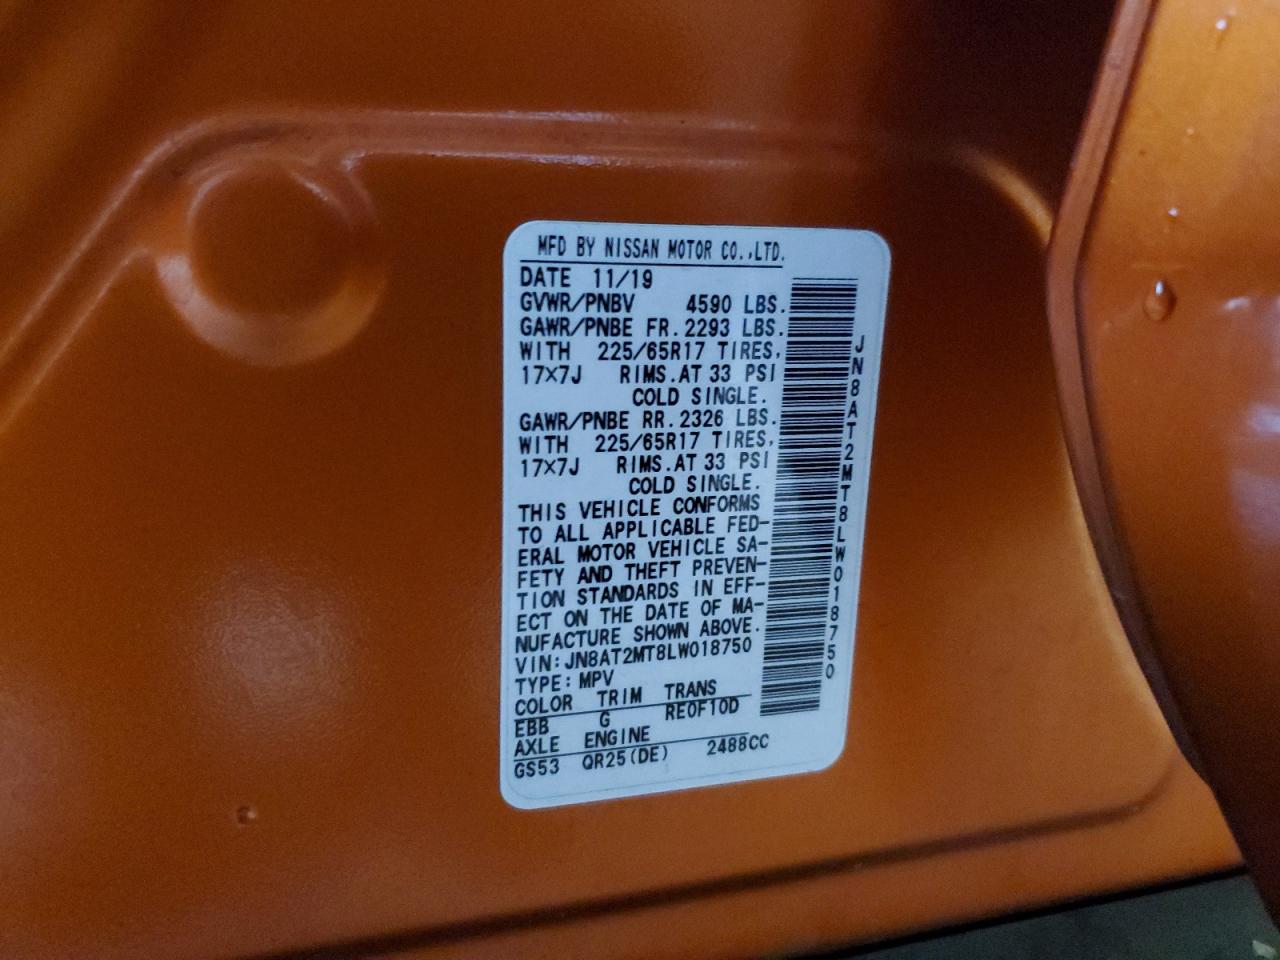 MFD BY NISSAN MOTOR CO.,LTD.
DATE 11/19
GVWR/PNBV 4590 LBS.
GAWR/PNBE FR. 2293 LBS.
WITH 225/65R17 TIRES,
17×7J RIMS.AT 33 PSI
COLD SINGLE.
GAWR/PNBE RR. 2326 LBS.
WITH 225/65R17 TIRES,
17×7J RIMS.AT 33 PSI
COLD SINGLE.
THIS VEHICLE CONFORMS
TO ALL APPLICABLE FED-
ERAL MOTOR VEHICLE SA-
FETY AND THEFT PREVEN-
TION STANDARDS IN EFF-
ECT ON THE DATE OF MA-
NUFACTURE SHOWN ABOVE.
VIN:JN8AT2MT8LW018750
TYPE:MPV
COLOR TRIM TRANS
EBB G RE0F10D
AXLE ENGINE
GS53 QR25(DE) 2488CC
JN8AT2MT8LW018750